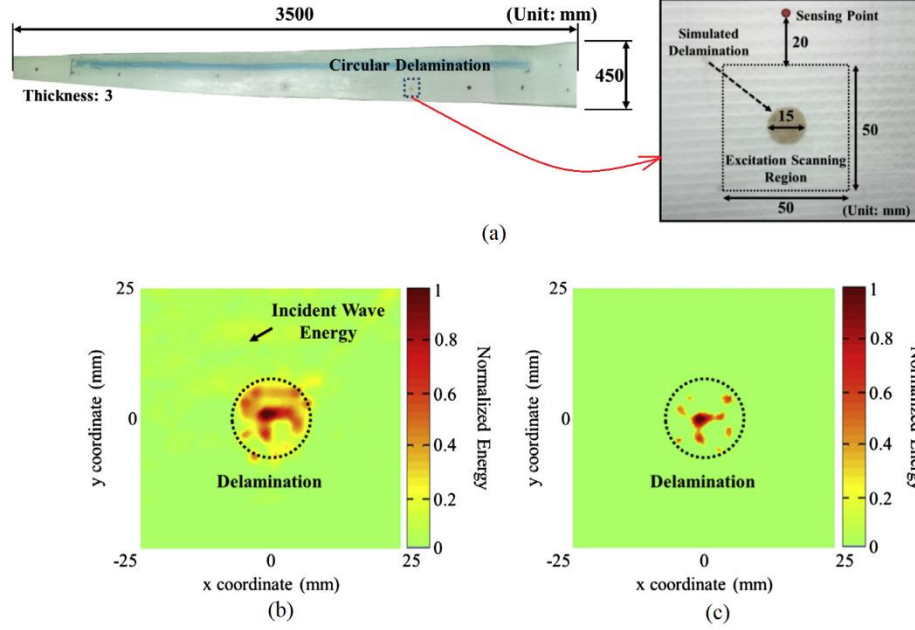 3500
(Unit: mm)
Circular Delamination
450
Thickness: 3
Sensing Point
20
Simulated
Delamination
15
50
Excitation Scanning
Region
50
(Unit: mm)
(a)
25
0
-25
y coordinate (mm)
Incident Wave
Energy
Delamination
0
25
x coordinate (mm)
1
0.8
0.6
0.4
0.2
0
Normalized Energy
(b)
25
0
-25
y coordinate (mm)
Delamination
0
25
x coordinate (mm)
1
0.8
0.6
0.4
0.2
0
Energy
(c)